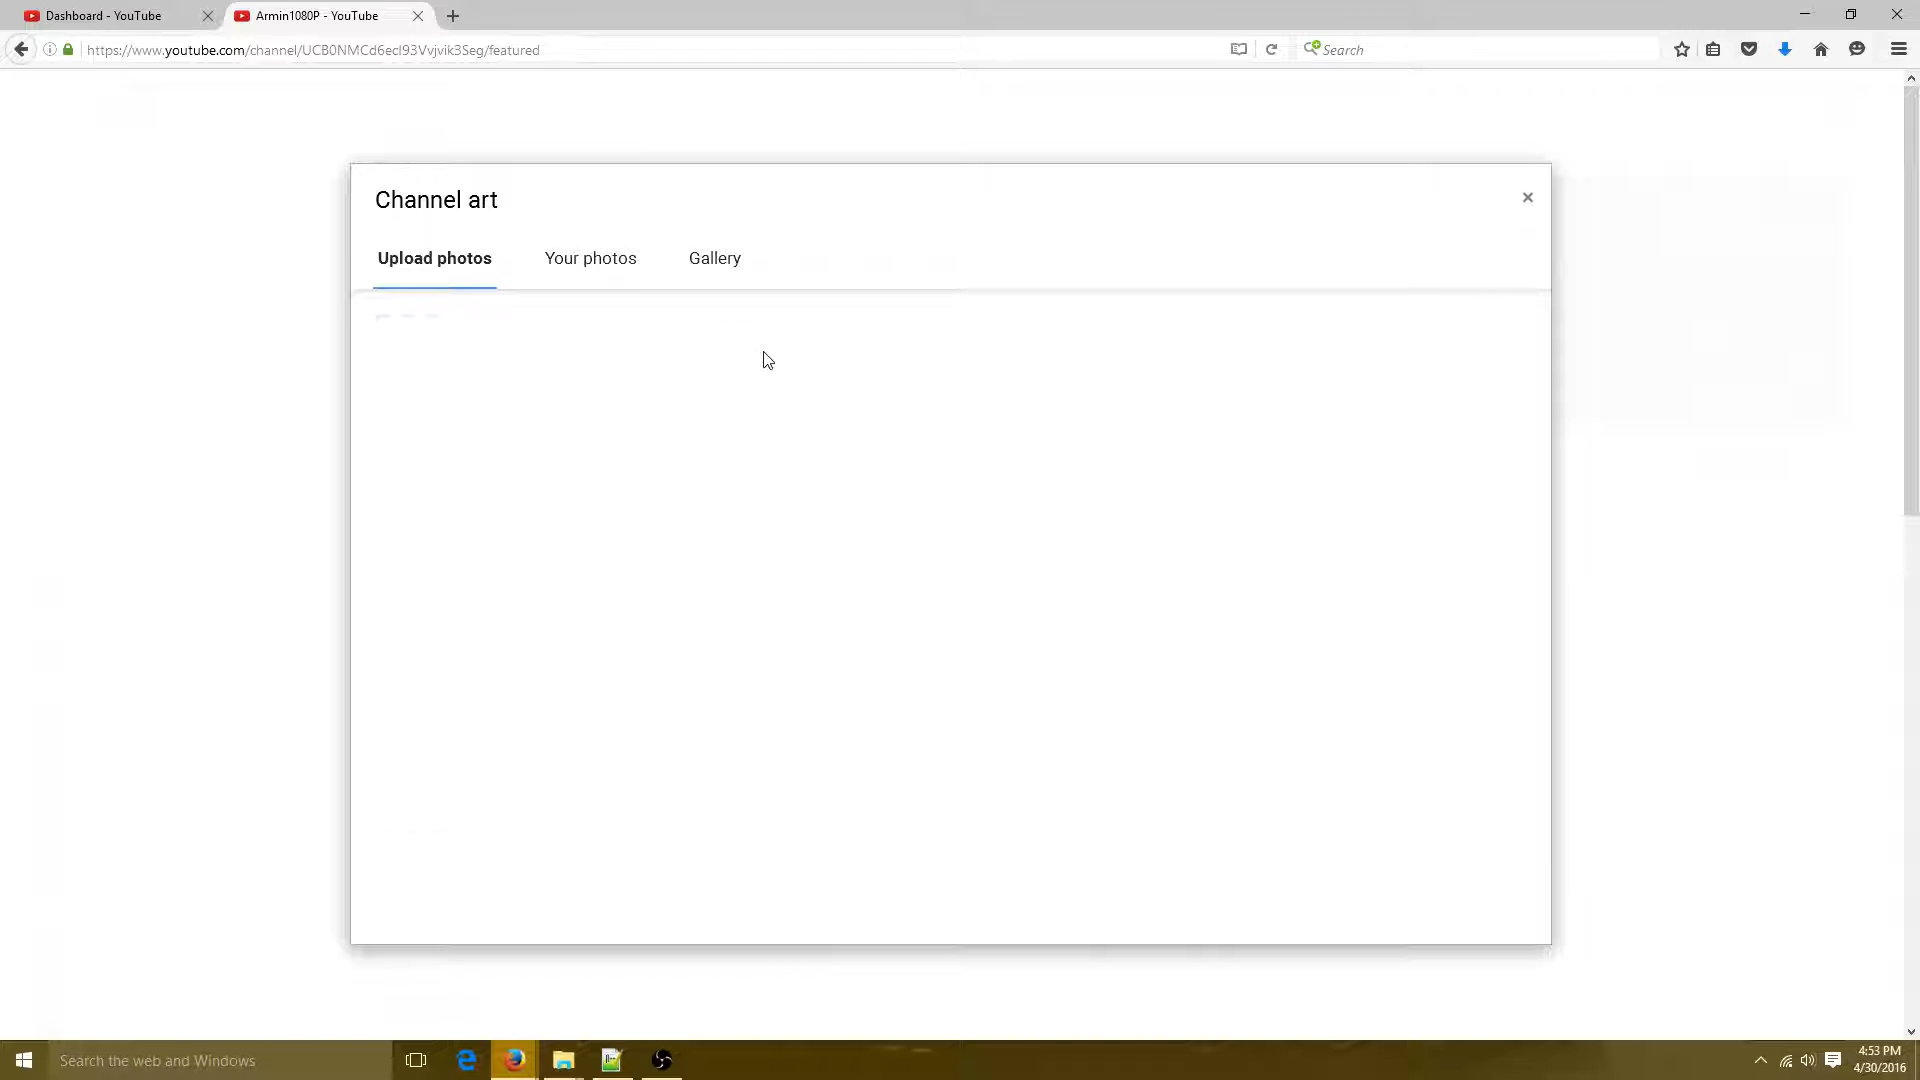 Dashboard - YouTube
Armin1080P - YouTube
https://www.youtube.com/channel/UCB0NMCd6ecI93Vvjvik3Seg/featured
Search
Channel art
Upload photos
Your photos
Gallery
Search the web and Windows
4:53 PM
4/30/2016